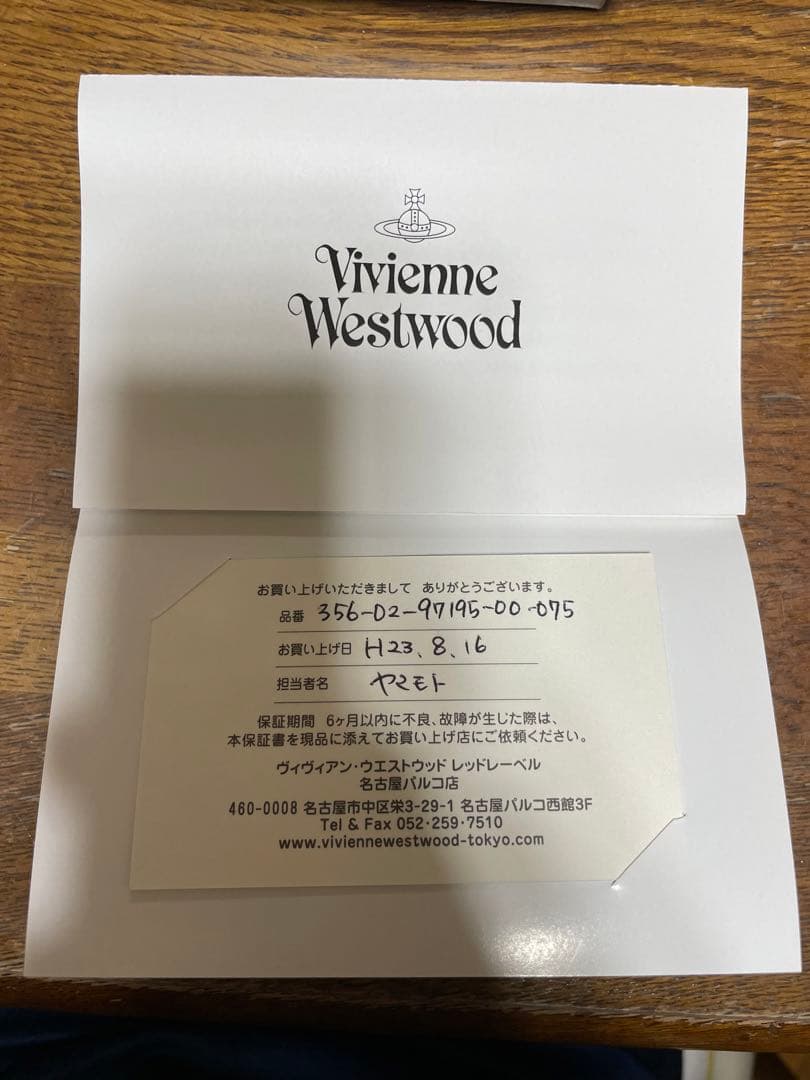 Vivienne
Westwood
お買い上げいただきまして ありがとうございます。
品番 356-02-97195-00-075
お買い上げ日 H23.8.16
担当者名 ヤマモト
保証期間 6ヶ月以内に不良、故障が生じた際は、
本保証書を現品に添えてお買い上げ店にご依頼ください。
ヴィヴィアン・ウエストウッド レッドレーベル
名古屋パルコ店
460-0008 名古屋市中区栄3-29-1 名古屋パルコ西館3F
Tel & Fax 052・259・7510
www.viviennewestwood-tokyo.com